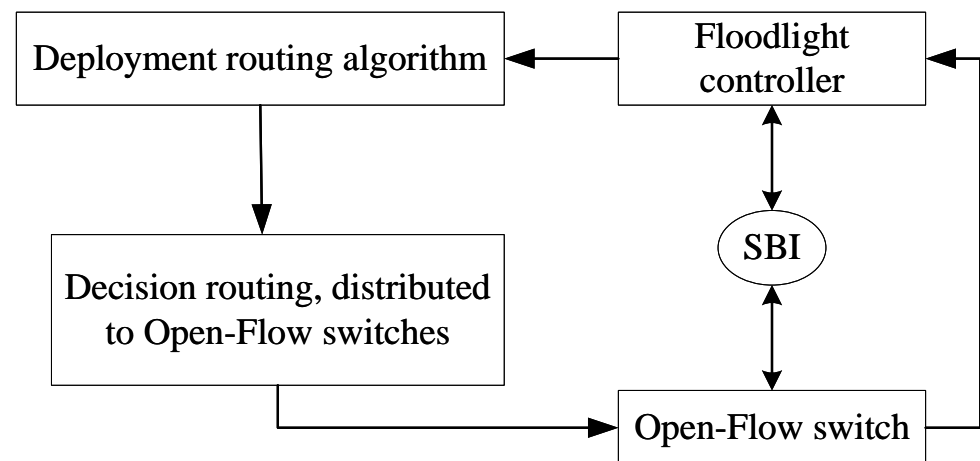 Deployment routing algorithm
Floodlight
controller
SBI
Decision routing, distributed
to Open-Flow switches
Open-Flow switch